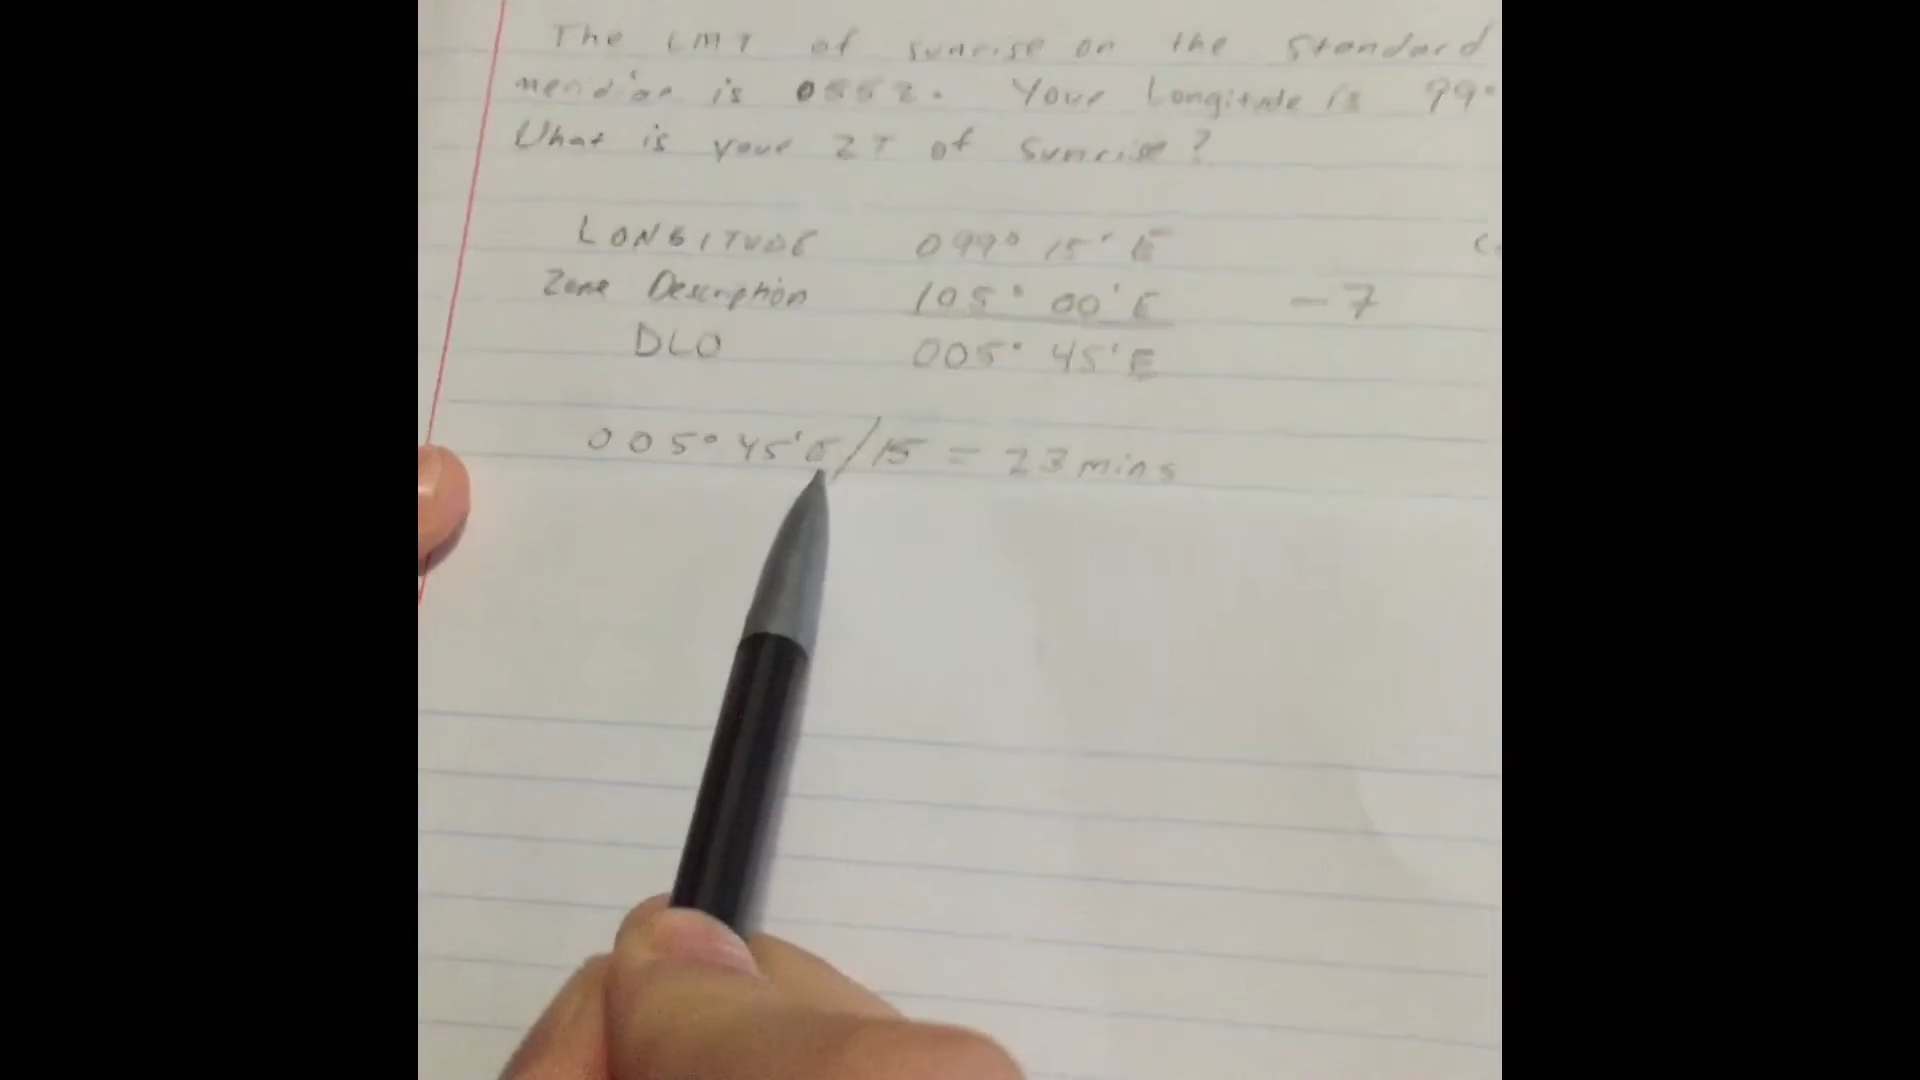 The LMT of sunrise on the standard
meridian is 0552. Your Longitude is 99°
What is your ZT of Sunrise?
LONGITUDE 099° 15' E
Zone Description 105° 00' E -7
DLO 005° 45' E
005° 45' E/15 = 23 mins